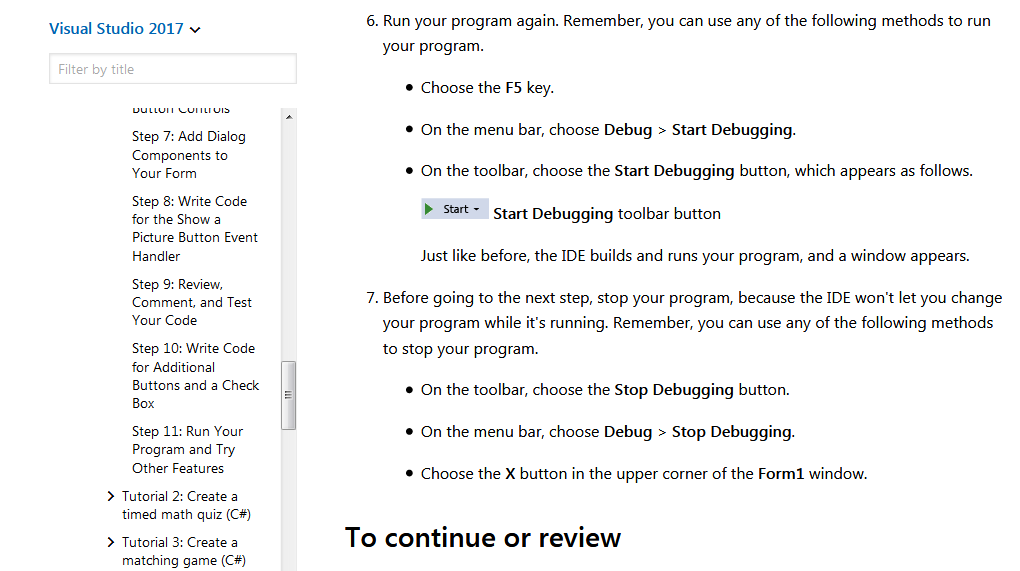 Visual Studio 2017
Filter by title
Button Controls
Step 7: Add Dialog
Components to
Your Form
Step 8: Write Code
for the Show a
Picture Button Event
Handler
Step 9: Review,
Comment, and Test
Your Code
Step 10: Write Code
for Additional
Buttons and a Check
Box
Step 11: Run Your
Program and Try
Other Features
Tutorial 2: Create a
timed math quiz (C#)
Tutorial 3: Create a
matching game (C#)
6. Run your program again. Remember, you can use any of the following methods to run
your program.
• Choose the F5 key.
• On the menu bar, choose Debug > Start Debugging.
• On the toolbar, choose the Start Debugging button, which appears as follows.
Start Start Debugging toolbar button
Just like before, the IDE builds and runs your program, and a window appears.
7. Before going to the next step, stop your program, because the IDE won't let you change
your program while it's running. Remember, you can use any of the following methods
to stop your program.
• On the toolbar, choose the Stop Debugging button.
• On the menu bar, choose Debug > Stop Debugging.
• Choose the X button in the upper corner of the Form1 window.
To continue or review